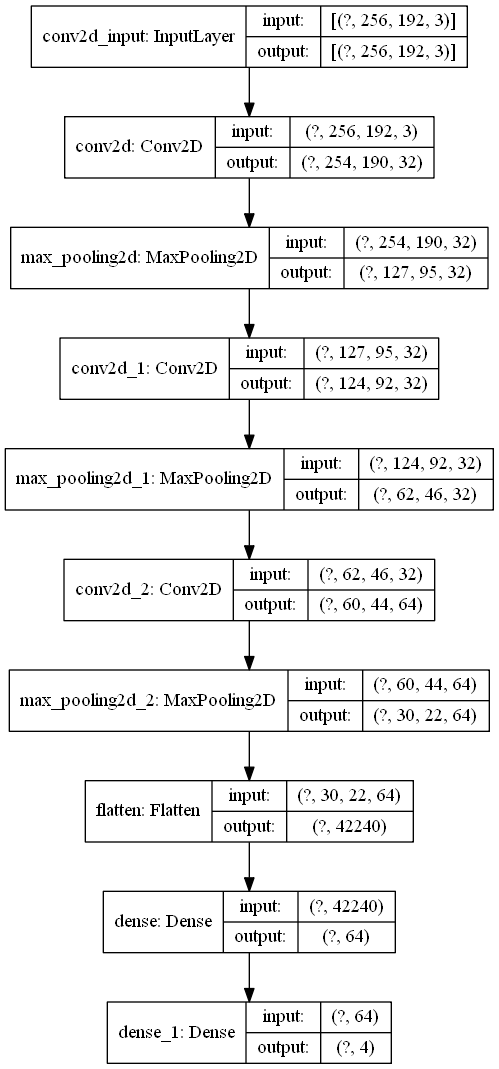 conv2d_input: InputLayer
input: [(?, 256, 192, 3)]
output: [(?, 256, 192, 3)]
conv2d: Conv2D
input: (?, 256, 192, 3)
output: (?, 254, 190, 32)
max_pooling2d: MaxPooling2D
input: (?, 254, 190, 32)
output: (?, 127, 95, 32)
conv2d_1: Conv2D
input: (?, 127, 95, 32)
output: (?, 124, 92, 32)
max_pooling2d_1: MaxPooling2D
input: (?, 124, 92, 32)
output: (?, 62, 46, 32)
conv2d_2: Conv2D
input: (?, 62, 46, 32)
output: (?, 60, 44, 64)
max_pooling2d_2: MaxPooling2D
input: (?, 60, 44, 64)
output: (?, 30, 22, 64)
flatten: Flatten
input: (?, 30, 22, 64)
output: (?, 42240)
dense: Dense
input: (?, 42240)
output: (?, 64)
dense_1: Dense
input: (?, 64)
output: (?, 4)